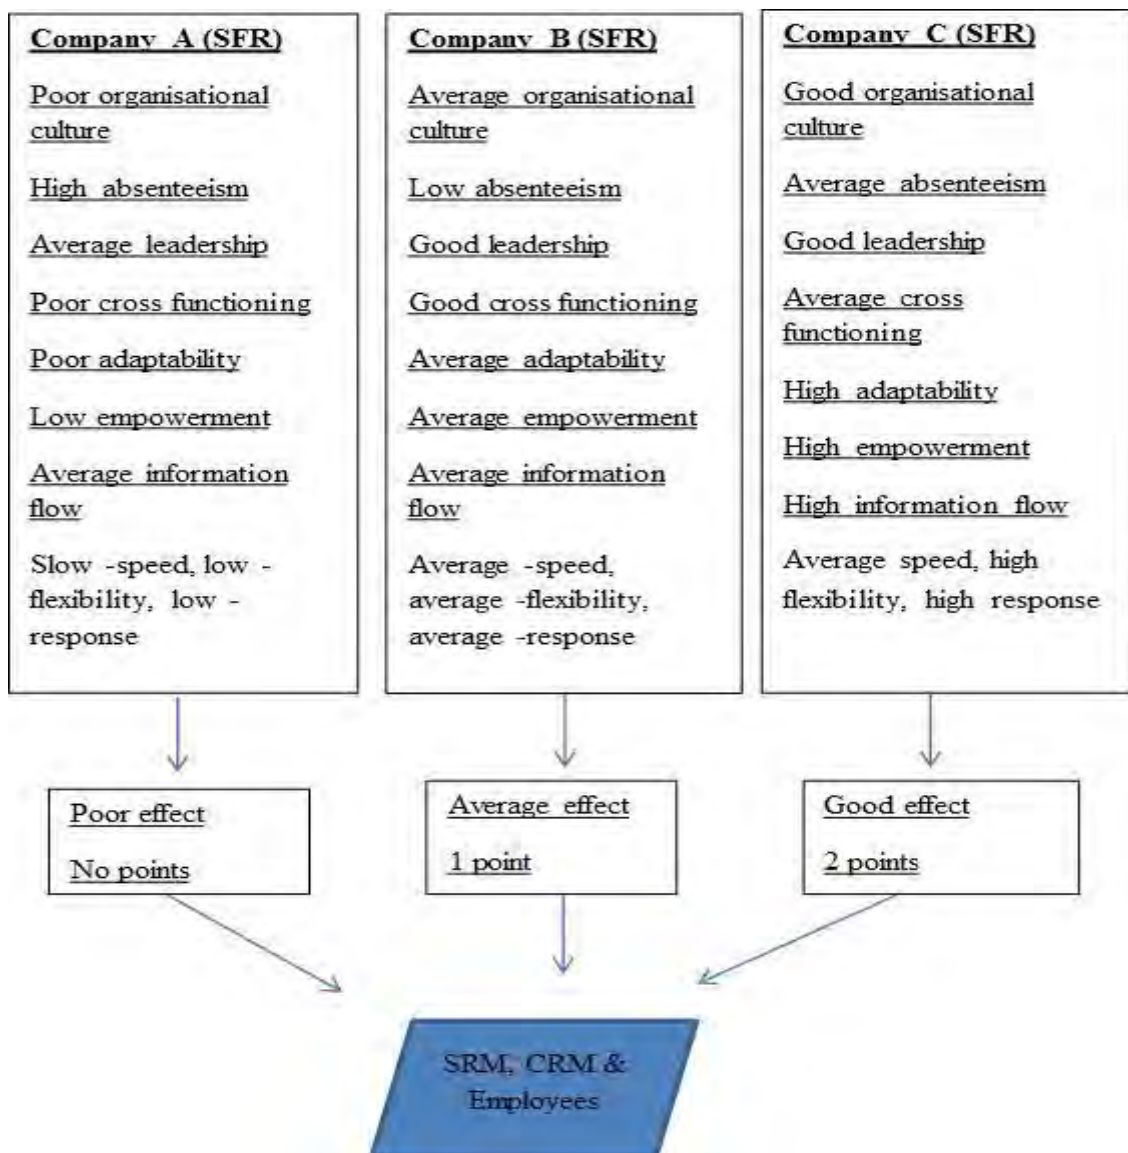 Company A (SFR)
Poor organisational
culture
High absenteeism
Average leadership
Poor cross functioning
Poor adaptability
Low empowerment
Average information
flow
Slow -speed, low -
flexibility, low -
response
Company B (SFR)
Average organisational
culture
Low absenteeism
Good leadership
Good cross functioning
Average adaptability
Average empowerment
Average information
flow
Average -speed,
average -flexibility,
average -response
Company C (SFR)
Good organisational
culture
Average absenteeism
Good leadership
Average cross
functioning
High adaptability
High empowerment
High information flow
Average speed, high
flexibility, high response
Poor effect
No points
Average effect
1 point
Good effect
2 points
SRM, CRM &
Employees